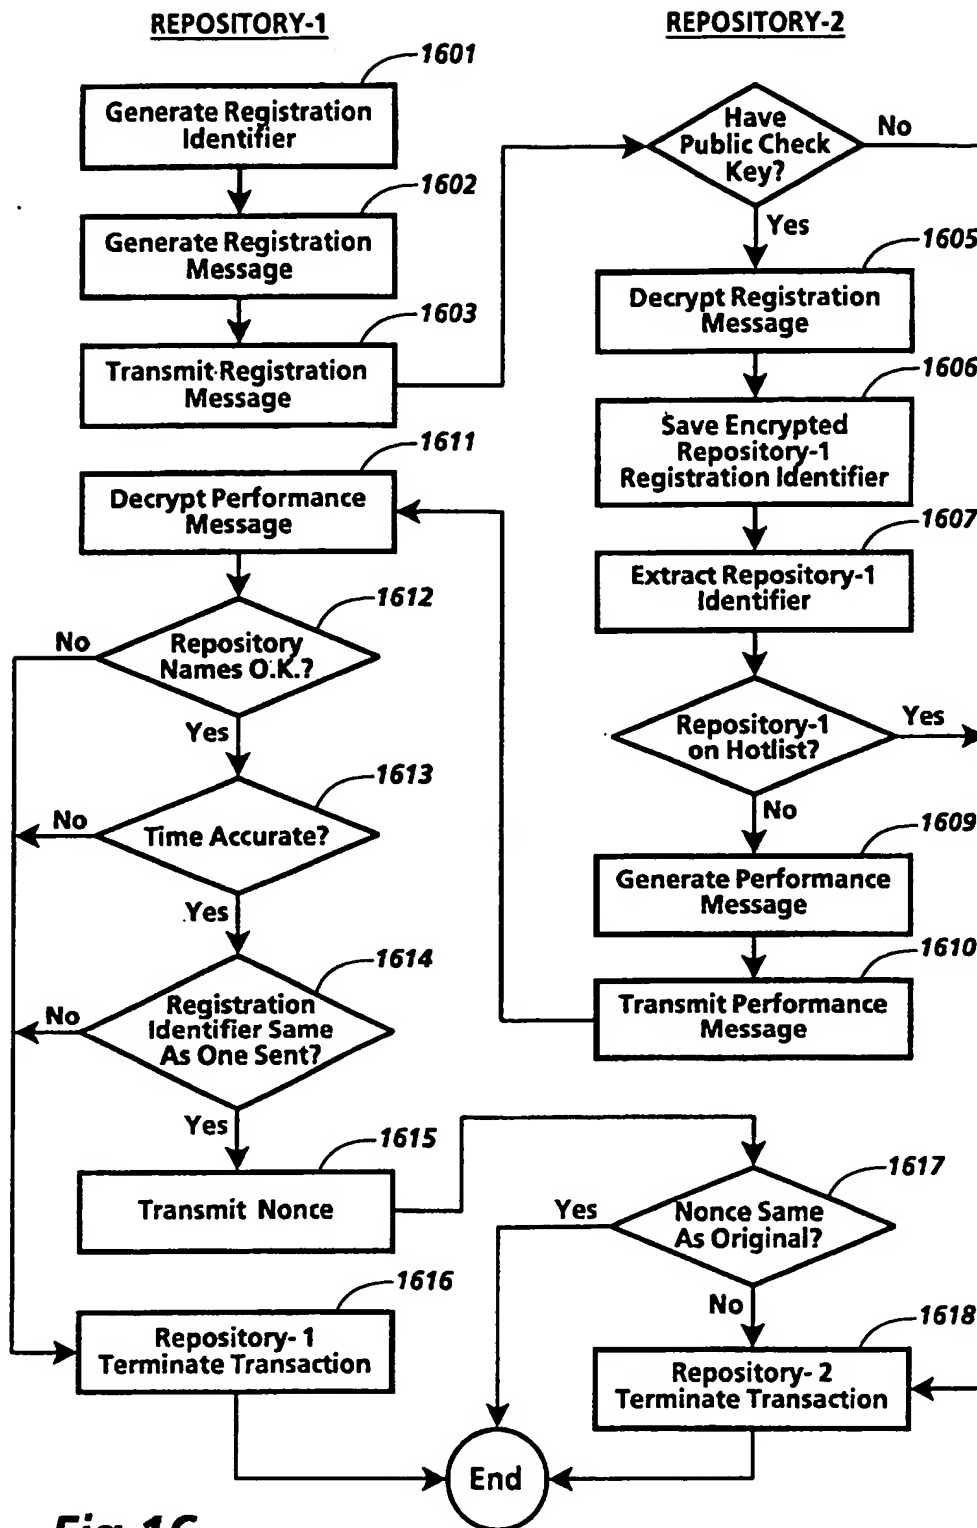 REPOSITORY-1
1601
Generate Registration
Identifier
1602
Generate Registration
Message
1603
Transmit Registration
Message
1611
Decrypt Performance
Message
1612
Repository
Names O.K.?
No
Yes
1613
Time Accurate?
No
Yes
1614
Registration
Identifier Same
As One Sent?
No
Yes
1615
Transmit Nonce
1616
Repository- 1
Terminate Transaction
REPOSITORY-2
Have
Public Check
Key?
No
Yes
1605
Decrypt Registration
Message
1606
Save Encrypted
Repository-1
Registration Identifier
1607
Extract Repository-1
Identifier
Repository-1
on Hotlist?
Yes
No
1609
Generate Performance
Message
1610
Transmit Performance
Message
1617
Nonce Same
As Original?
Yes
No
1618
Repository- 2
Terminate Transaction
End